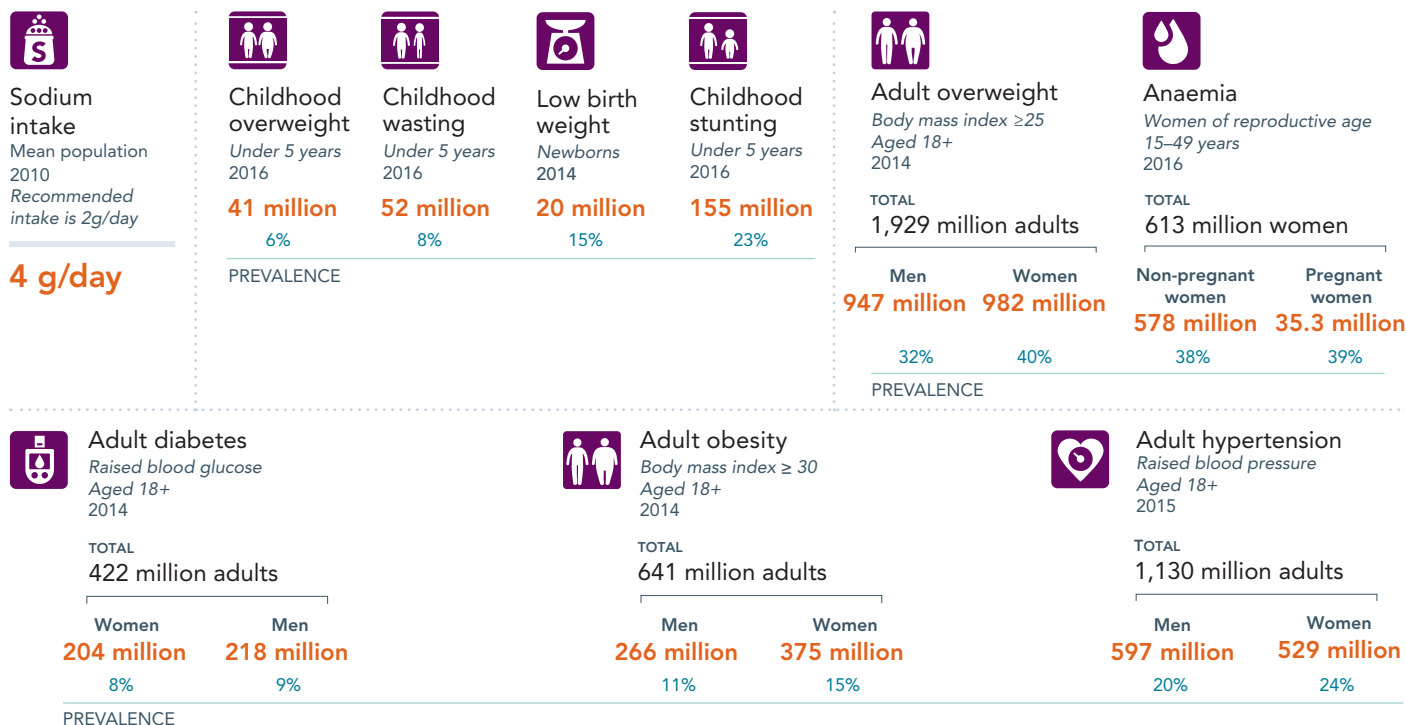 S
Sodium
intake
Mean population
2010
Recommended
intake is 2g/day
4 g/day
Childhood
overweight
Under 5 years
2016
41 million
6%
Childhood
wasting
Under 5 years
2016
52 million
8%
Low birth
weight
Newborns
2014
20 million
15%
Childhood
stunting
Under 5 years
2016
155 million
23%
PREVALENCE
Adult overweight
Body mass index ≥25
Aged 18+
2014
TOTAL
1,929 million adults
Men
947 million
32%
Women
982 million
40%
Anaemia
Women of reproductive age
15–49 years
2016
TOTAL
613 million women
Non-pregnant
women
578 million
38%
Pregnant
women
35.3 million
39%
PREVALENCE
Adult diabetes
Raised blood glucose
Aged 18+
2014
TOTAL
422 million adults
Women
204 million
8%
Men
218 million
9%
Adult obesity
Body mass index ≥ 30
Aged 18+
2014
TOTAL
641 million adults
Men
266 million
11%
Women
375 million
15%
Adult hypertension
Raised blood pressure
Aged 18+
2015
TOTAL
1,130 million adults
Men
597 million
20%
Women
529 million
24%
PREVALENCE